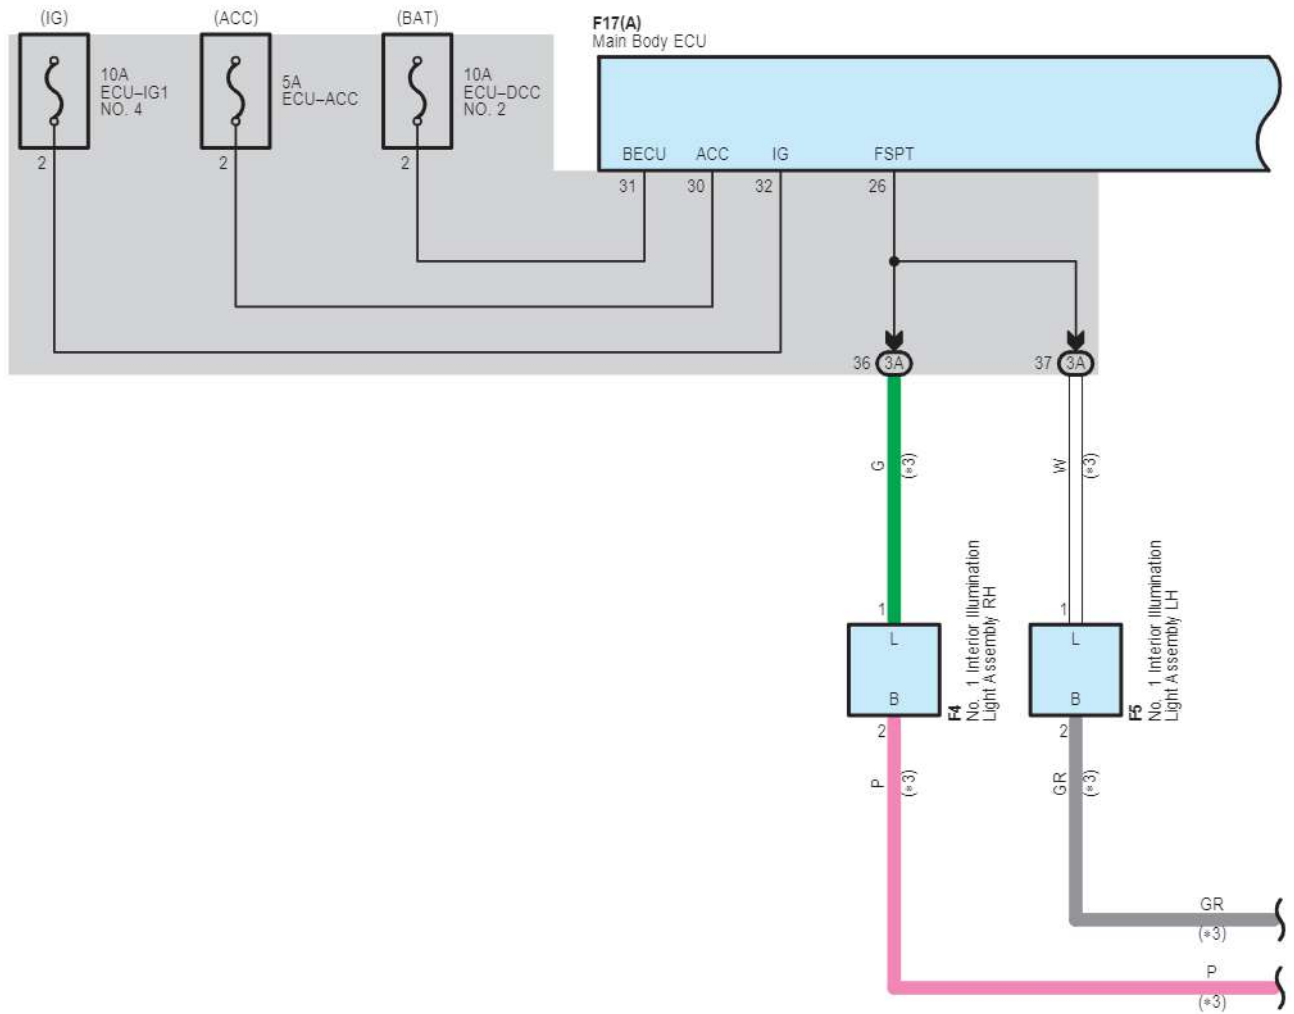 (IG)
(ACC)
(BAT)
F17(A)
Main Body ECU
10A
ECU–IG1
NO. 4
5A
ECU–ACC
10A
ECU–DCC
NO. 2
2
2
2
BECU
ACC
IG
FSPT
31
30
32
26
36
3A
37
3A
G
(*3)
W
(*3)
1
L
B
2
F4
No. 1 Interior Illumination
Light Assembly RH
1
L
B
2
F5
No. 1 Interior Illumination
Light Assembly LH
P
(*3)
GR
(*3)
GR
(*3)
P
(*3)